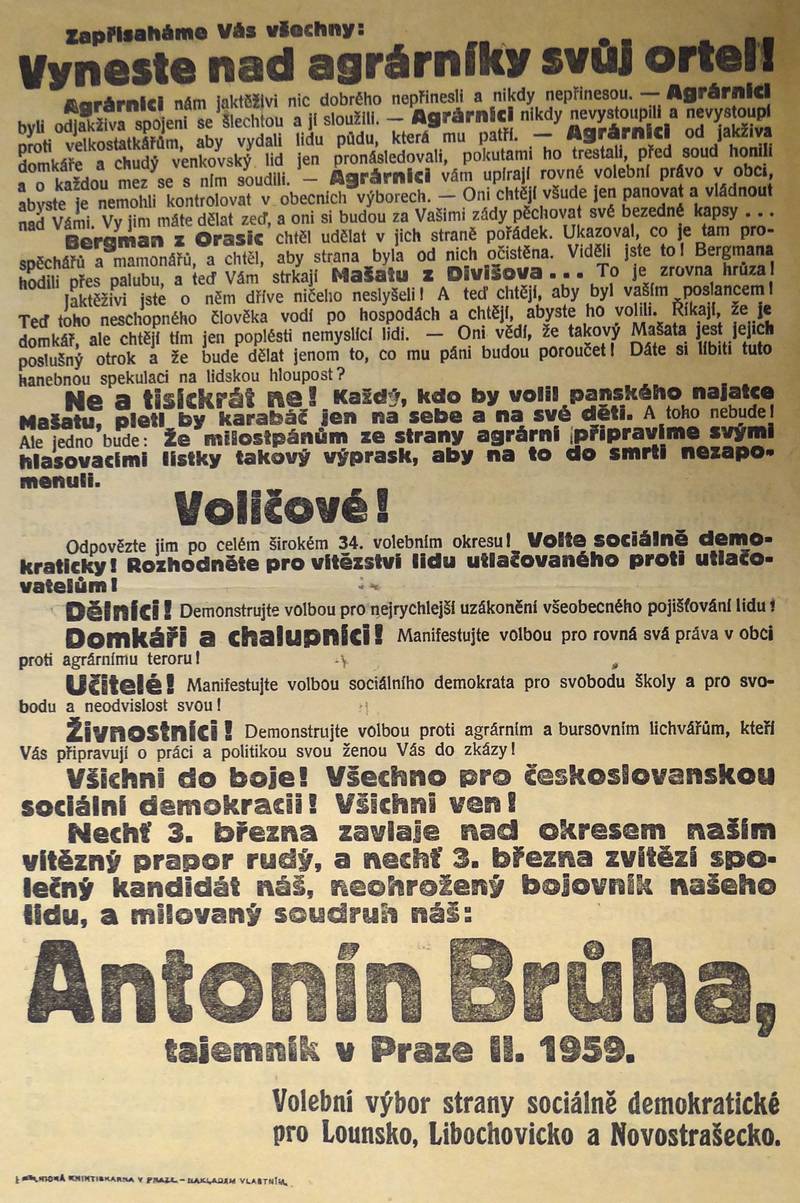 Zapřisaháme Vás všechny:
Vyneste nad agrárníky svůj ortel!
Agrárníci nám jaktěživi nic dobrého nepřinesli a nikdy nepřinesou. — Agrárníci
byli odjakživa spojeni se šlechtou a jí sloužili. — Agrárníci nikdy nevystoupili a nevystoupí
proti velkostatkářům, aby vydali lidu půdu, která mu patří. — Agrárníci od jakživa
domkáře a chudý venkovský lid jen pronásledovali, pokutami ho trestali, před soud honili
a o každou mez se s ním soudili. — Agrárníci vám upírají rovné volební právo v obci,
abyste je nemohli kontrolovat v obecních výborech. — Oni chtějí všude jen panovat a vládnout
nad Vámi. Vy jim máte dělat zeď, a oni si budou za Vašimi zády pěchovat své bezedné kapsy . . .
Bergman z Orasic chtěl udělat v jich straně pořádek. Ukazoval, co je tam pro-
spěchářů a mamonářů, a chtěl, aby strana byla od nich očistěna. Viděli jste to! Bergmana
hodili přes palubu, a teď Vám strkají Mašatu z Divišova . . . To je zrovna hrůza!
Jaktěživi jste o něm dříve ničeho neslyšeli! A teď chtějí, aby byl vaším poslancem!
Teď toho neschopného člověka vodí po hospodách a chtějí, abyste ho volili. Říkají, že je
domkář, ale chtějí tím jen poplésti nemyslící lidi. — Oni vědí, že takový Mašata jest jejich
poslušný otrok a že bude dělat jenom to, co mu páni budou poroučet! Dáte si líbiti tuto
hanebnou spekulaci na lidskou hloupost?
Ne a tisíckrát ne! Každý, kdo by volil panského najatce
Mašatu, pletl by karabáč jen na sebe a na své děti. A toho nebude!
Ale jedno bude: Že milostpánům ze strany agrární připravíme svými
hlasovacími lístky takový výprask, aby na to do smrti nezapo-
menuli.
Voličové!
Odpovězte jim po celém širokém 34. volebním okresu! Volte sociálně demo-
kraticky! Rozhodněte pro vítězství lidu utlačovaného proti utlačo-
vatelům!
Dělníci! Demonstrujte volbou pro nejrychlejší uzákonění všeobecného pojišťování lidu!
Domkáři a chalupníci! Manifestujte volbou pro rovná svá práva v obci
proti agrárnímu teroru!
Učitelé! Manifestujte volbou sociálního demokrata pro svobodu školy a pro svo-
bodu a neodvislost svou!
Živnostníci! Demonstrujte volbou proti agrárním a bursovním lichvářům, kteří
Vás připravují o práci a politikou svou ženou Vás do zkázy!
Všichni do boje! Všechno pro českoslovanskou
sociální demokracii! Všichni ven!
Nechť 3. března zavlaje nad okresem naším
vítězný prapor rudý, a nechť 3. března zvítězí spo-
lečný kandidát náš, neohrožený bojovník našeho
lidu, a milovaný soudruh náš:
Antonín Brůha,
tajemník v Praze II. 1959.
Volební výbor strany sociálně demokratické
pro Lounsko, Libochovicko a Novostrašecko.
KNIHTISKÁRNA V PRAZE. — NÁKLADEM VLASTNÍM.